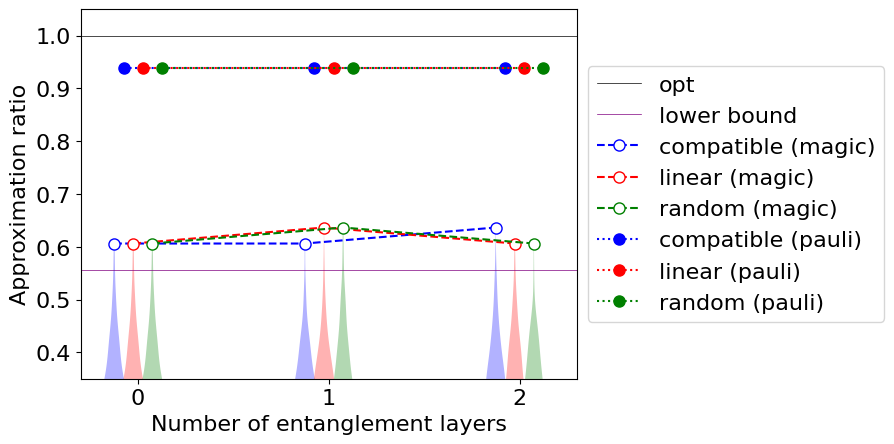 1.0
0.9
0.8
0.7
0.6
0.5
0.4
Approximation ratio
0 1 2
Number of entanglement layers
opt
lower bound
compatible (magic)
linear (magic)
random (magic)
compatible (pauli)
linear (pauli)
random (pauli)